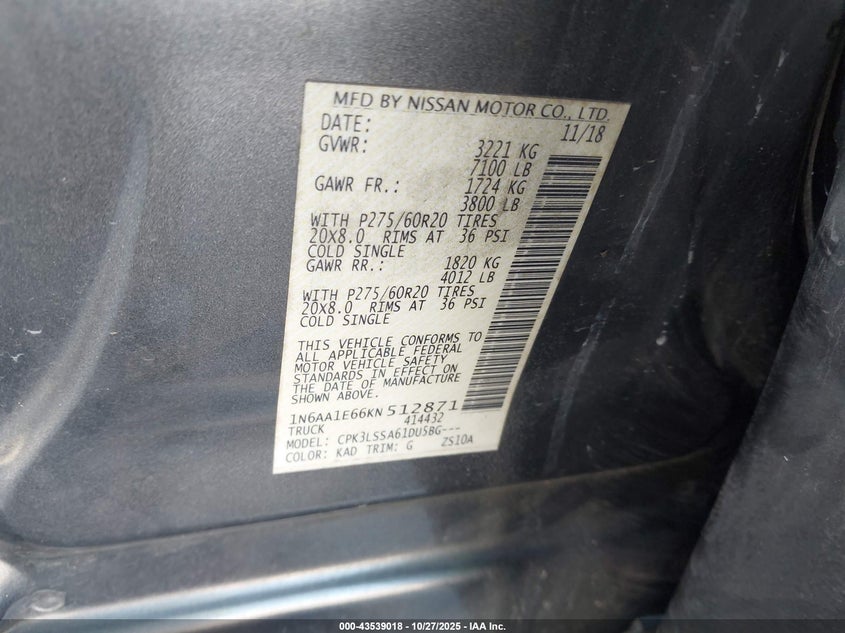 MFD BY NISSAN MOTOR CO., LTD.
DATE: 11/18
GVWR: 3221 KG
7100 LB
GAWR FR.: 1724 KG
3800 LB
WITH P275/60R20 TIRES
20X8.0 RIMS AT 36 PSI
COLD SINGLE
GAWR RR.: 1820 KG
4012 LB
WITH P275/60R20 TIRES
20X8.0 RIMS AT 36 PSI
COLD SINGLE
THIS VEHICLE CONFORMS TO
ALL APPLICABLE FEDERAL
MOTOR VEHICLE SAFETY
STANDARDS IN EFFECT ON
THE DATE OF MANUFACTURE
SHOWN ABOVE.
1N6AA1E66KN512871
TRUCK 414432
MODEL: CPK3LSSA61DU5BG---
COLOR: KAD TRIM: G ZS10A
000-43539018 - 10/27/2025 - IAA Inc.